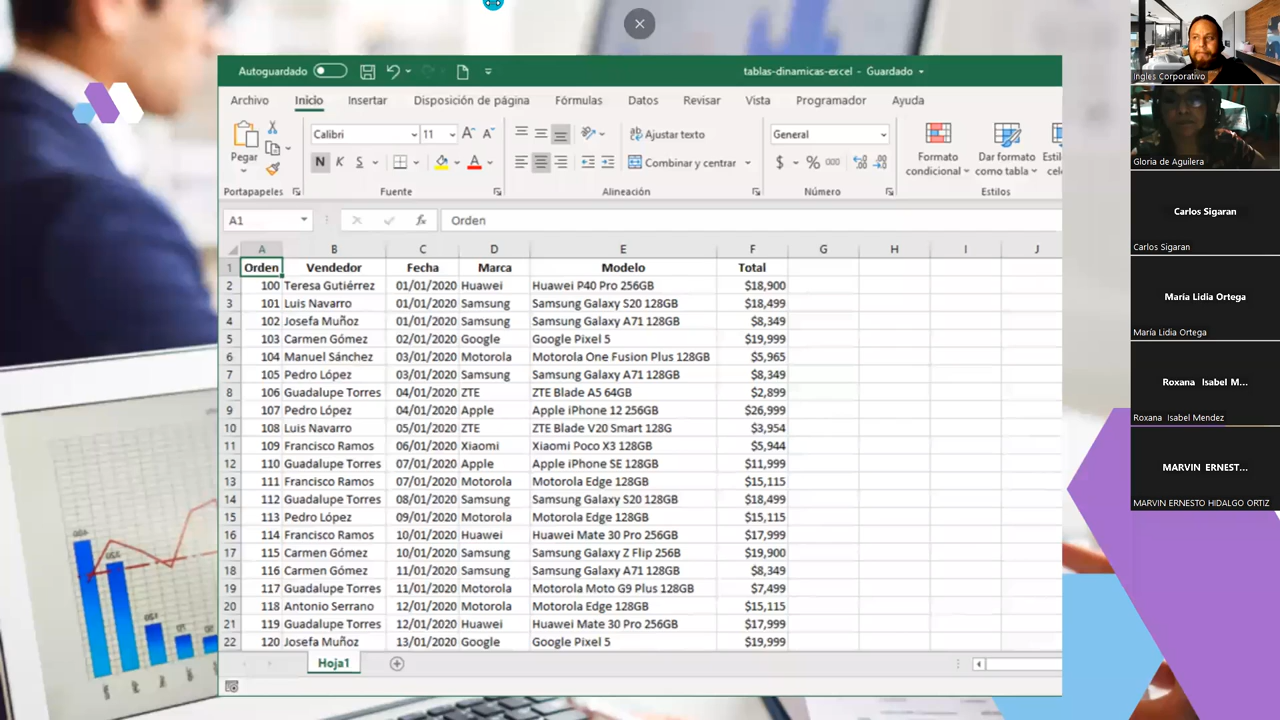 Autoguardado
tablas-dinamicas-excel - Guardado
Archivo Inicio Insertar Disposición de página Fórmulas Datos Revisar Vista Programador Ayuda
Pegar
Portapapeles
Calibri 11
N K S
Fuente
Ajustar texto
Combinar y centrar
Alineación
General
$ % 000
Número
Formato condicional
Dar formato como tabla
Estilos
A1 fx Orden
A B C D E F G H I J
1 Orden Vendedor Fecha Marca Modelo Total
2 100 Teresa Gutiérrez 01/01/2020 Huawei Huawei P40 Pro 256GB $18,900
3 101 Luis Navarro 01/01/2020 Samsung Samsung Galaxy S20 128GB $18,499
4 102 Josefa Muñoz 01/01/2020 Samsung Samsung Galaxy A71 128GB $8,349
5 103 Carmen Gómez 02/01/2020 Google Google Pixel 5 $19,999
6 104 Manuel Sánchez 03/01/2020 Motorola Motorola One Fusion Plus 128GB $5,965
7 105 Pedro López 03/01/2020 Samsung Samsung Galaxy A71 128GB $8,349
8 106 Guadalupe Torres 04/01/2020 ZTE ZTE Blade A5 64GB $2,899
9 107 Pedro López 04/01/2020 Apple Apple iPhone 12 256GB $26,999
10 108 Luis Navarro 05/01/2020 ZTE ZTE Blade V20 Smart 128G $3,954
11 109 Francisco Ramos 06/01/2020 Xiaomi Xiaomi Poco X3 128GB $5,944
12 110 Guadalupe Torres 07/01/2020 Apple Apple iPhone SE 128GB $11,999
13 111 Francisco Ramos 07/01/2020 Motorola Motorola Edge 128GB $15,115
14 112 Guadalupe Torres 08/01/2020 Samsung Samsung Galaxy S20 128GB $18,499
15 113 Pedro López 09/01/2020 Motorola Motorola Edge 128GB $15,115
16 114 Francisco Ramos 10/01/2020 Huawei Huawei Mate 30 Pro 256GB $17,999
17 115 Carmen Gómez 10/01/2020 Samsung Samsung Galaxy Z Flip 256B $19,900
18 116 Carmen Gómez 11/01/2020 Samsung Samsung Galaxy A71 128GB $8,349
19 117 Guadalupe Torres 11/01/2020 Motorola Motorola Moto G9 Plus 128GB $7,499
20 118 Antonio Serrano 12/01/2020 Motorola Motorola Edge 128GB $15,115
21 119 Guadalupe Torres 12/01/2020 Huawei Huawei Mate 30 Pro 256GB $17,999
22 120 Josefa Muñoz 13/01/2020 Google Google Pixel 5 $19,999
Hoja1
Ingles Corporativo
Gloria de Aguilera
Carlos Sigaran
Carlos Sigaran
María Lidia Ortega
María Lidia Ortega
Roxana Isabel M...
Roxana Isabel Mendez
MARVIN ERNEST...
MARVIN ERNESTO HIDALGO ORTIZ